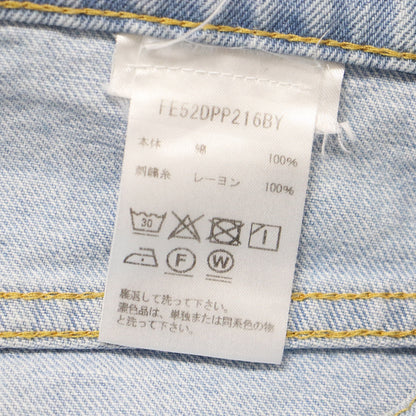 FE52DPP216BY
本体 綿 100%
刺繍糸 レーヨン 100%
30
F W
裏返して洗って下さい。
濃色品は、単独または同系色の物
と洗って下さい。